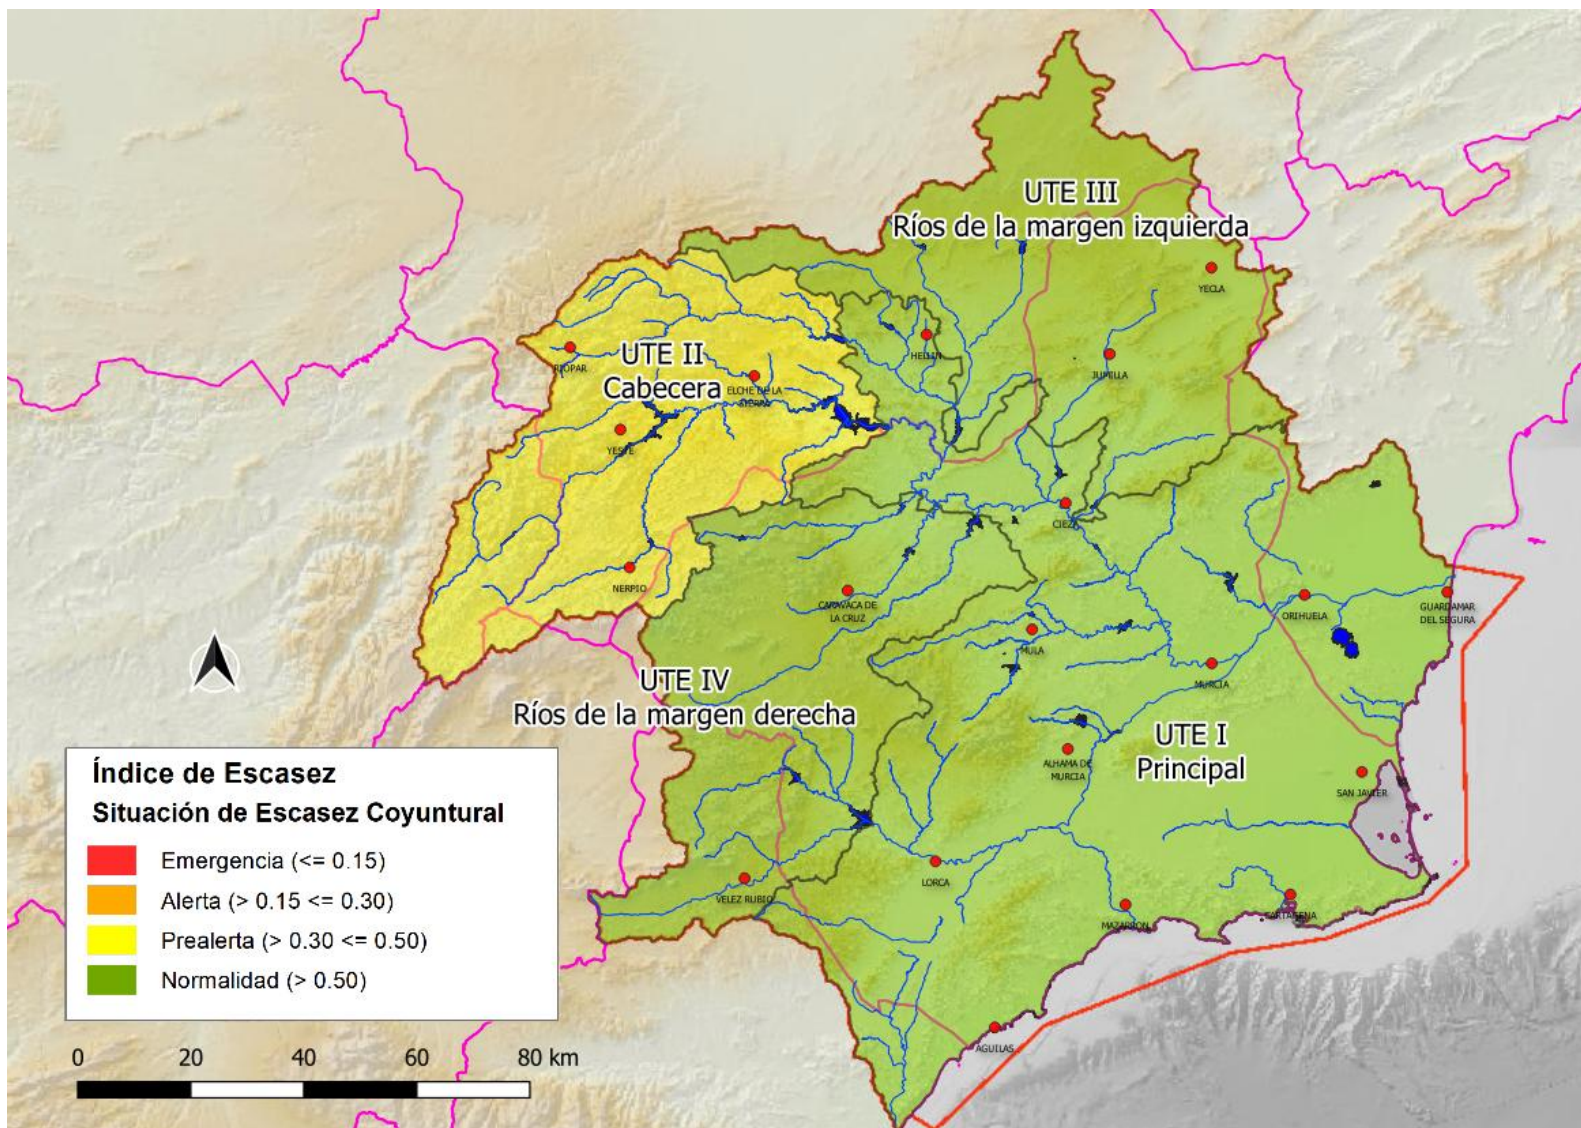 UTE III
Ríos de la margen izquierda
YECLA
HELLIN
JUMILLA
UTE II
Cabecera
RIOPAR
ELCHE DE LA
SIERRA
YESTE
CIEZA
NERPIO
CARAVACA DE
LA CRUZ
MULA
ORIHUELA
GUARDAMAR
DEL SEGURA
MURCIA
UTE IV
Ríos de la margen derecha
UTE I
Principal
ALHAMA DE
MURCIA
SAN JAVIER
LORCA
VELEZ RUBIO
MAZARRON
CARTAGENA
AGUILAS
Índice de Escasez
Situación de Escasez Coyuntural
Emergencia (<= 0.15)
Alerta (> 0.15 <= 0.30)
Prealerta (> 0.30 <= 0.50)
Normalidad (> 0.50)
0 20 40 60 80 km